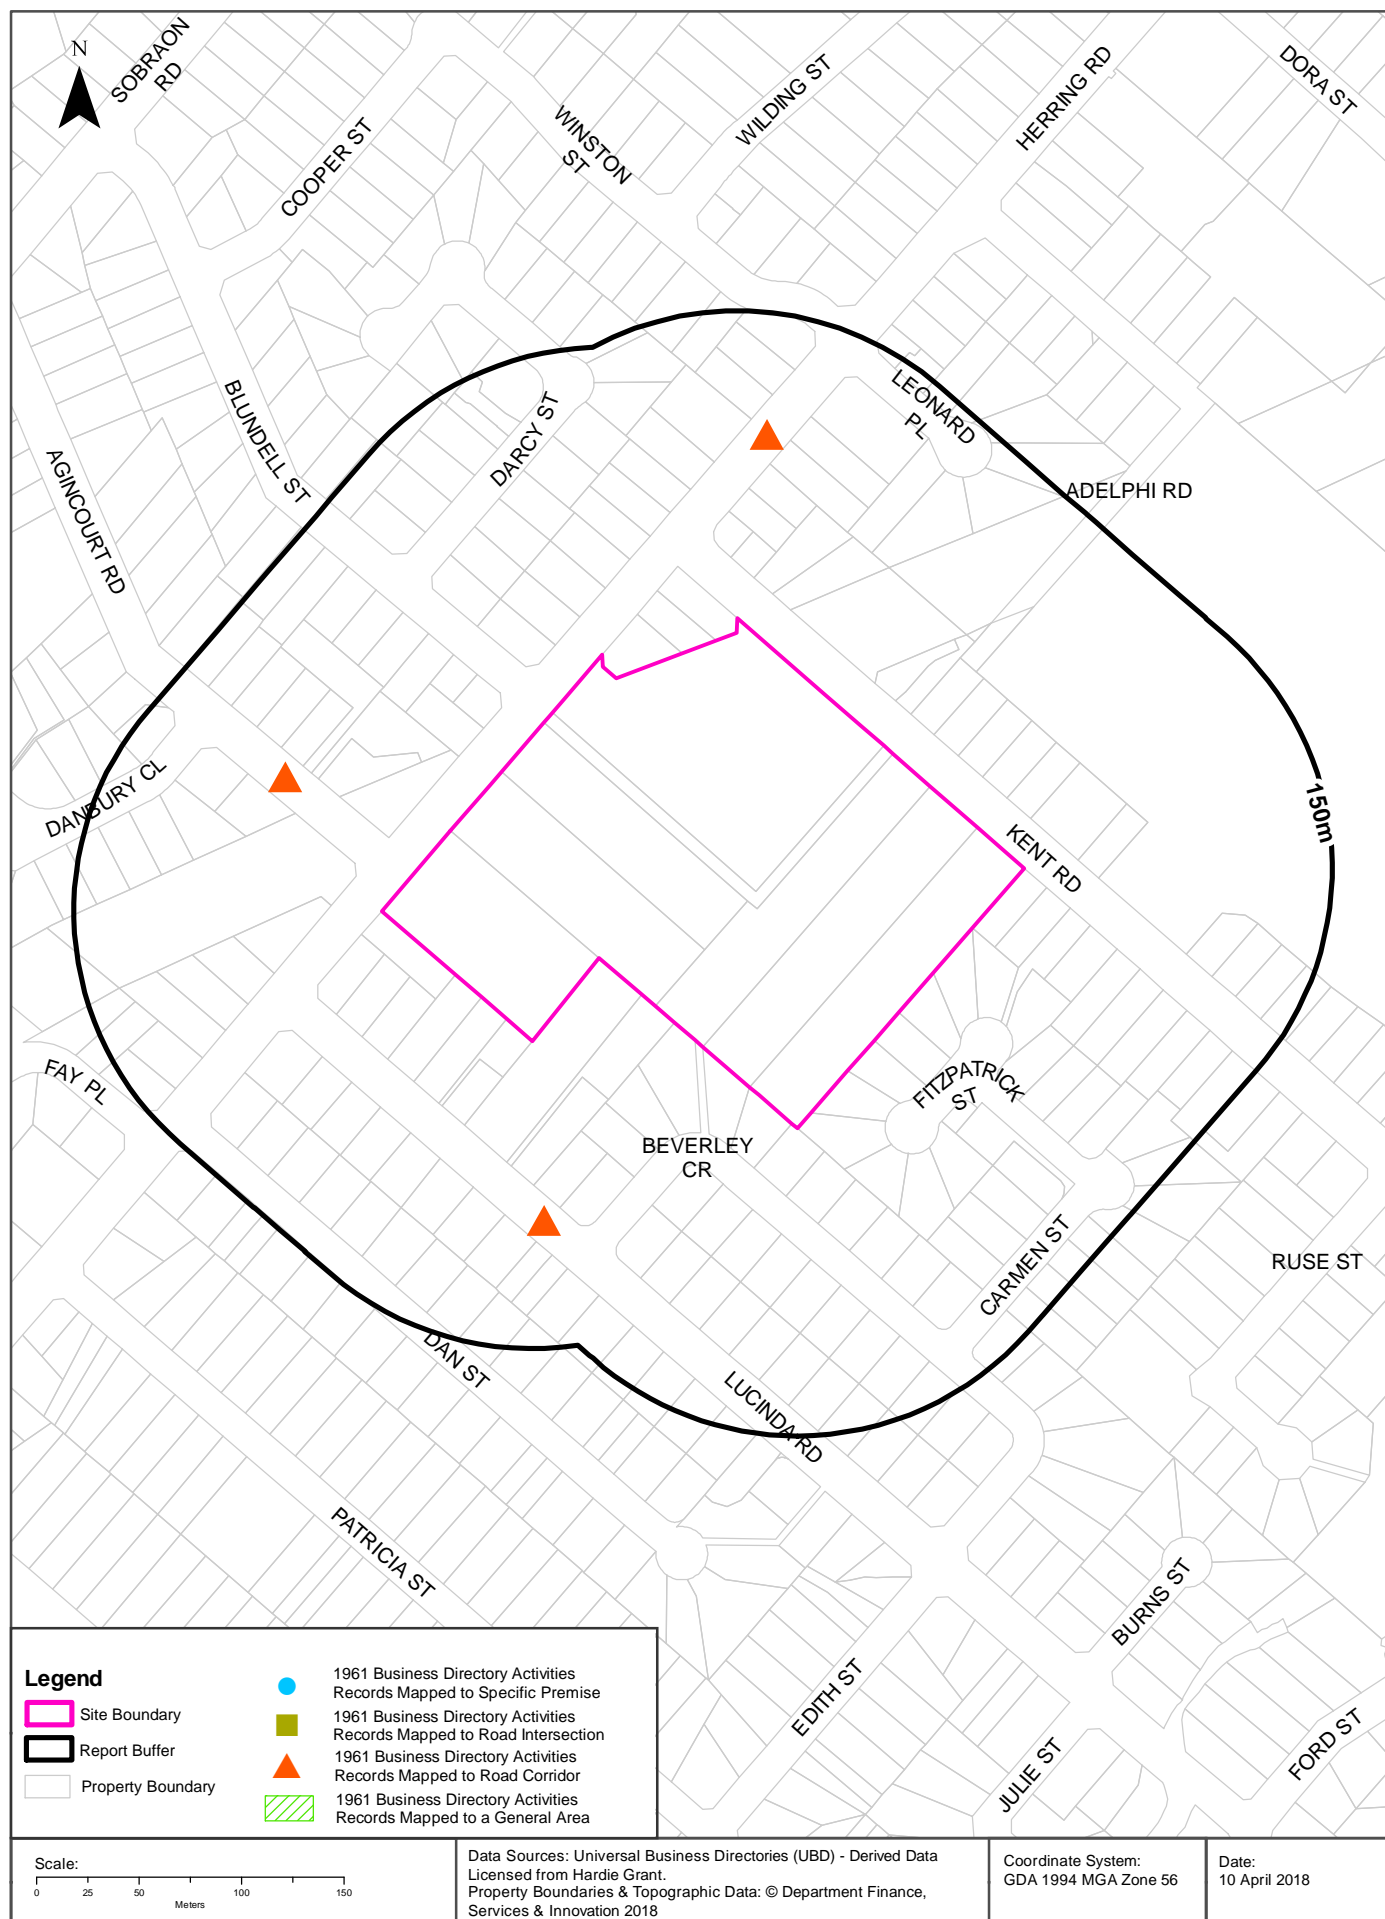 N
SOBRAON
RD
COOPER ST
WINSTON
ST
WILDING ST
HERRING RD
DORA ST
BLUNDELL ST
DARCY ST
LEONARD
PL
AGINCOURT RD
ADELPHI RD
DANBURY CL
150m
KENT RD
FAY PL
FITZPATRICK
ST
BEVERLEY
CR
CARMEN ST
RUSE ST
DAN ST
LUCINDA RD
PATRICIA ST
BURNS ST
EDITH ST
JULIE ST
FORD ST
Legend
Site Boundary
Report Buffer
Property Boundary
1961 Business Directory Activities
Records Mapped to Specific Premise
1961 Business Directory Activities
Records Mapped to Road Intersection
1961 Business Directory Activities
Records Mapped to Road Corridor
1961 Business Directory Activities
Records Mapped to a General Area
Scale:
0 25 50 100 150
Meters
Data Sources: Universal Business Directories (UBD) - Derived Data
Licensed from Hardie Grant.
Property Boundaries & Topographic Data: © Department Finance,
Services & Innovation 2018
Coordinate System:
GDA 1994 MGA Zone 56
Date:
10 April 2018